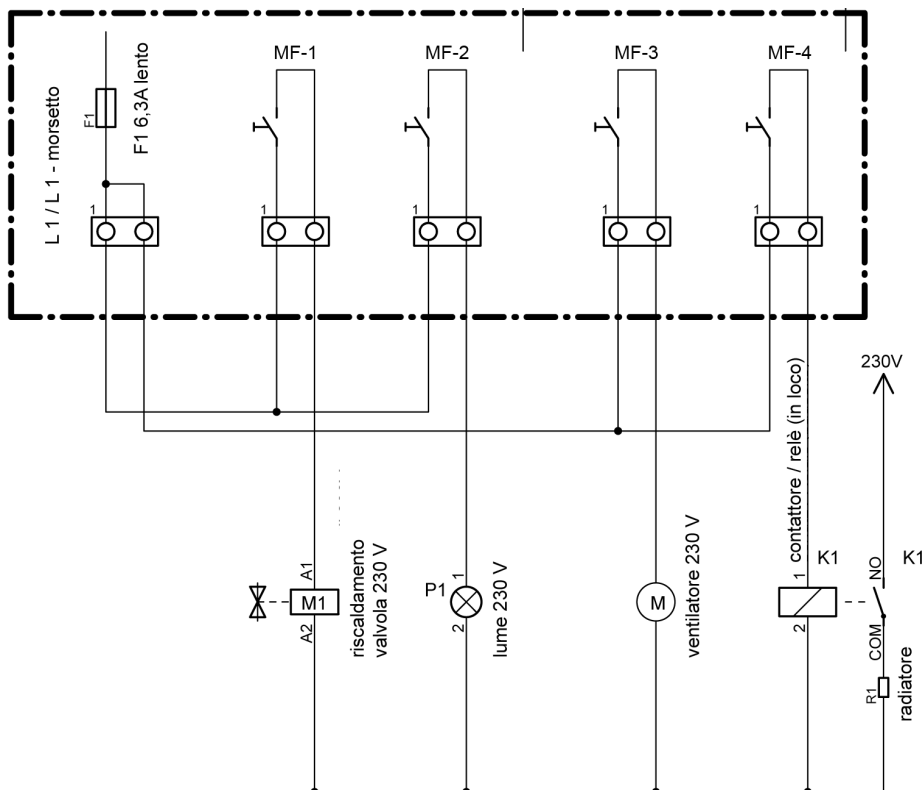 MF-1
MF-2
MF-3
MF-4
L 1 / L 1 - morsetto
F1
F1 6,3A lento
1
1
1
1
1
230V
contattore / relè (in loco)
A1
M1
A2
riscaldamento
valvola 230 V
P1
1
2
lume 230 V
M
ventilatore 230 V
1
2
K1
NO
K1
COM
R1
radiatore